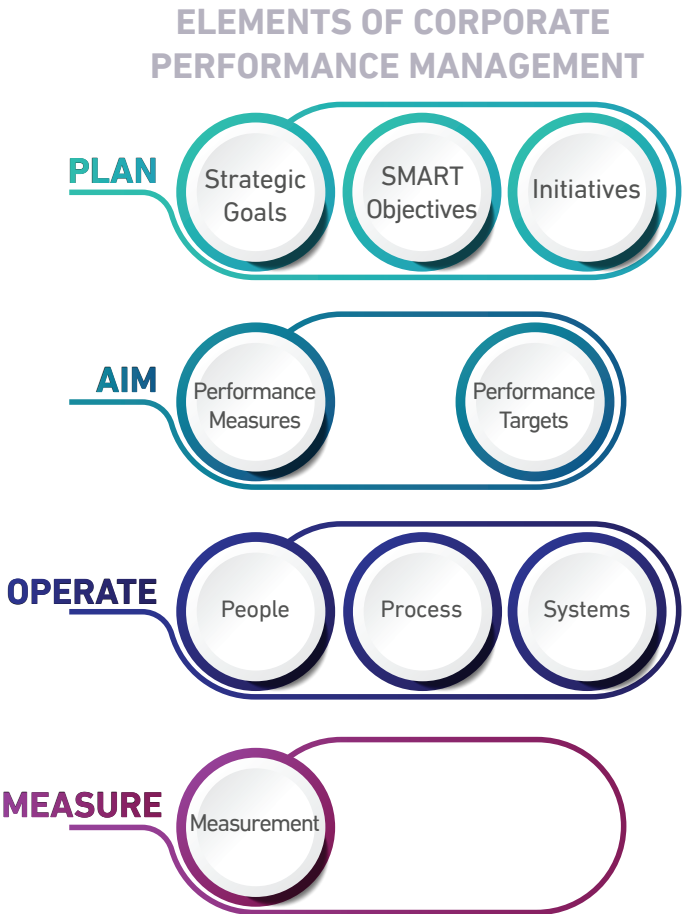 ELEMENTS OF CORPORATE
PERFORMANCE MANAGEMENT
PLAN
Strategic
Goals
SMART
Objectives
Initiatives
AIM
Performance
Measures
Performance
Targets
OPERATE
People
Process
Systems
MEASURE
Measurement